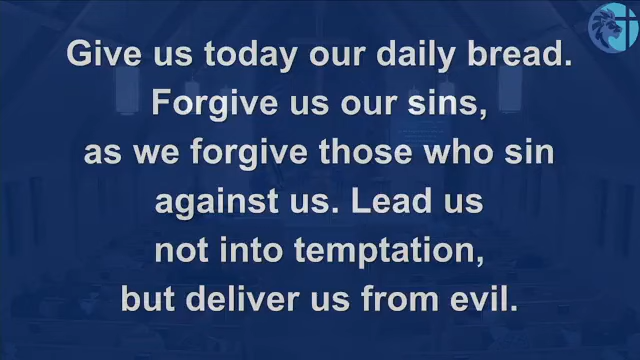 Give us today our daily bread.
Forgive us our sins,
as we forgive those who sin
against us. Lead us
not into temptation,
but deliver us from evil.